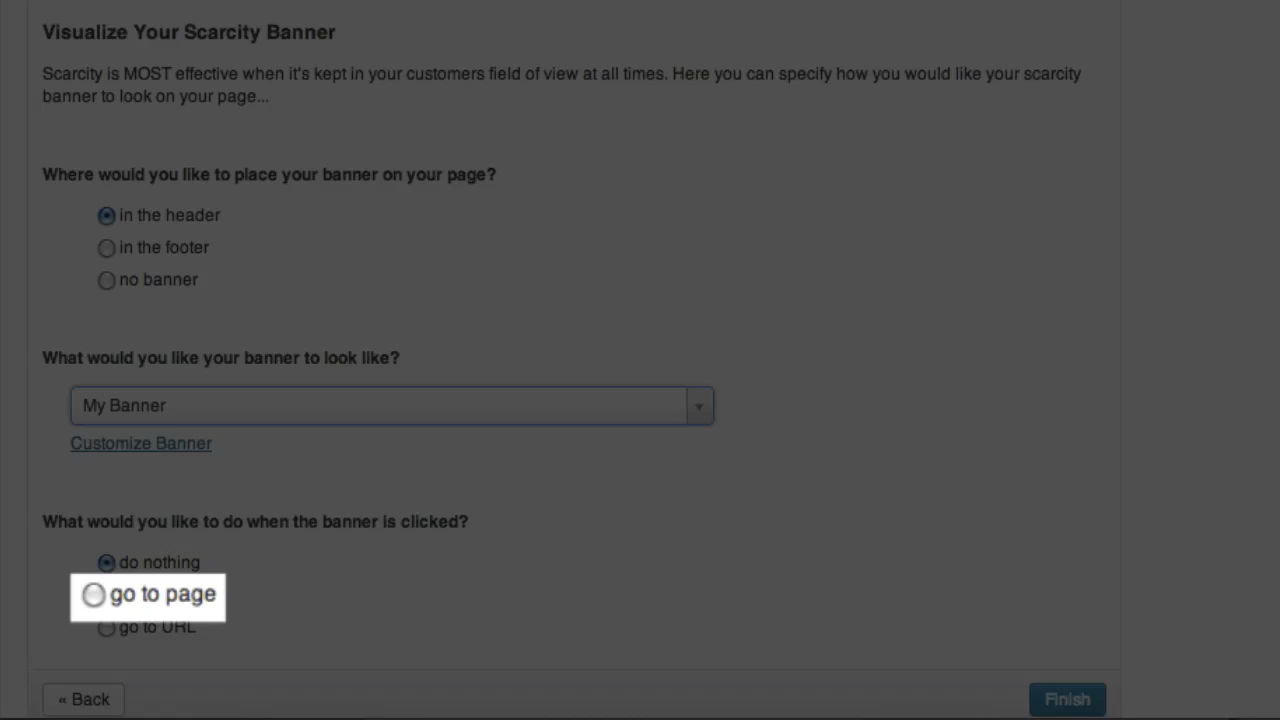 Visualize Your Scarcity Banner
Scarcity is MOST effective when it's kept in your customers field of view at all times. Here you can specify how you would like your scarcity
banner to look on your page...
Where would you like to place your banner on your page?
in the header
in the footer
no banner
What would you like your banner to look like?
My Banner
Customize Banner
What would you like to do when the banner is clicked?
do nothing
go to page
go to URL
« Back
Finish